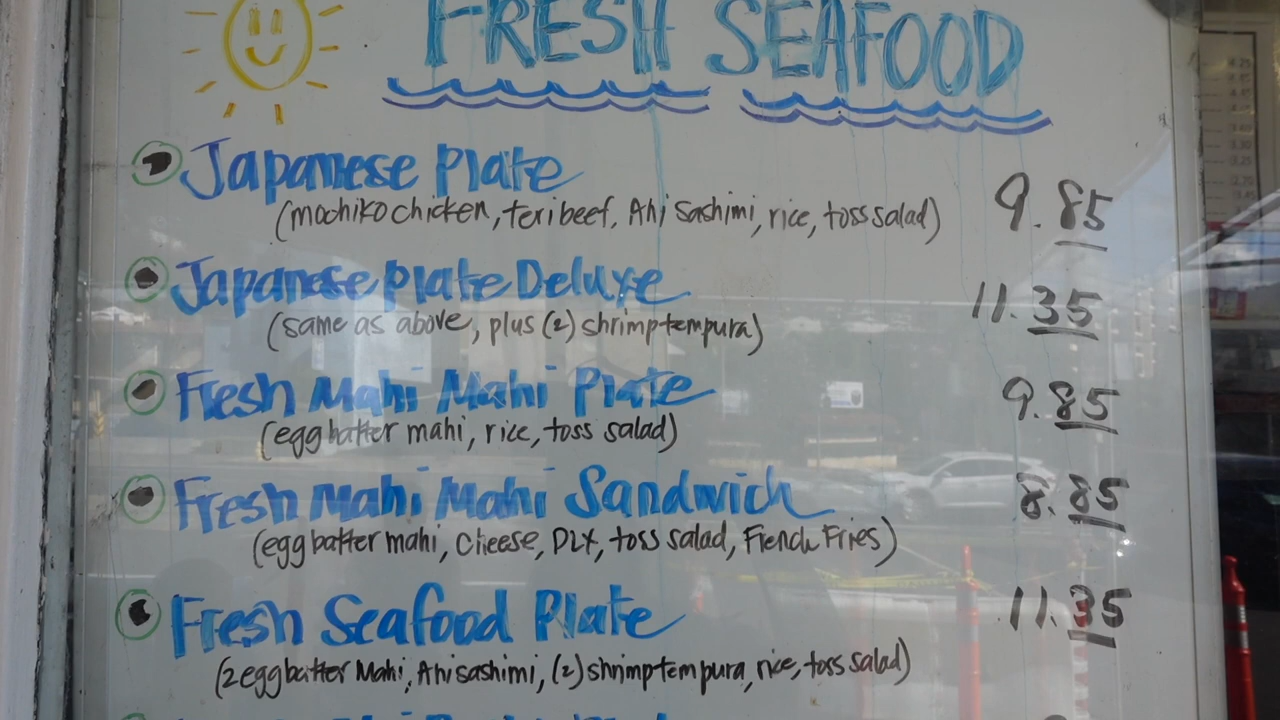 FRESH SEAFOOD
Japanese Plate
(mochiko chicken, teri beef, Ahi Sashimi, rice, toss salad) 9.85
Japanese Plate Deluxe
(same as above, plus (2) shrimp tempura) 11.35
Fresh Mahi Mahi Plate
(egg batter mahi, rice, toss salad) 9.85
Fresh Mahi Mahi Sandwich
(egg batter mahi, Cheese, DLX, toss salad, French Fries) 8.85
Fresh Seafood Plate
(2 egg batter Mahi, Ahi sashimi, (2) shrimp tempura, rice, toss salad) 11.35